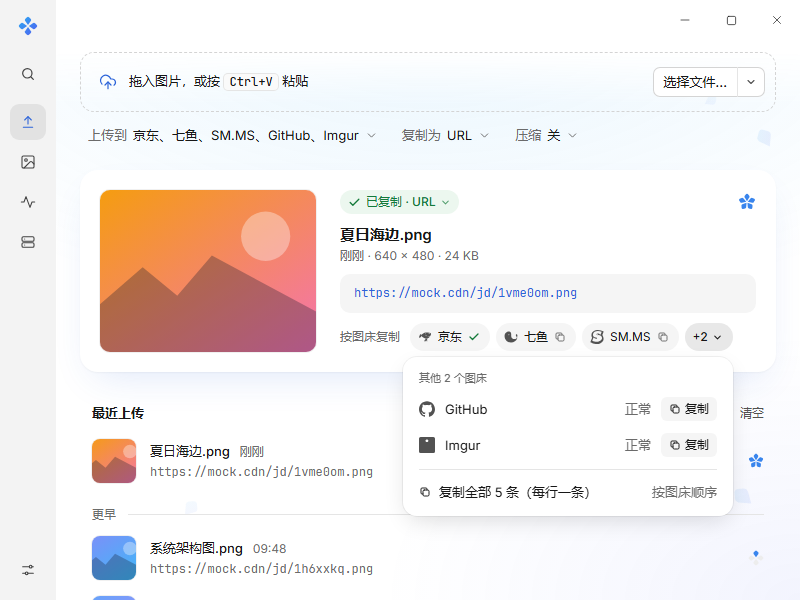 拖入图片，或按 Ctrl+V 粘贴
选择文件...
上传到 京东、七鱼、SM.MS、GitHub、Imgur
复制为 URL
压缩 关
已复制 · URL
夏日海边.png
刚刚 · 640 × 480 · 24 KB
https://mock.cdn/jd/1vme0om.png
按图床复制 京东 七鱼 SM.MS +2
其他 2 个图床
GitHub 正常 复制
Imgur 正常 复制
复制全部 5 条（每行一条） 按图床顺序
最近上传
清空
夏日海边.png 刚刚
https://mock.cdn/jd/1vme0om.png
更早
系统架构图.png 09:48
https://mock.cdn/jd/1h6xxkq.png